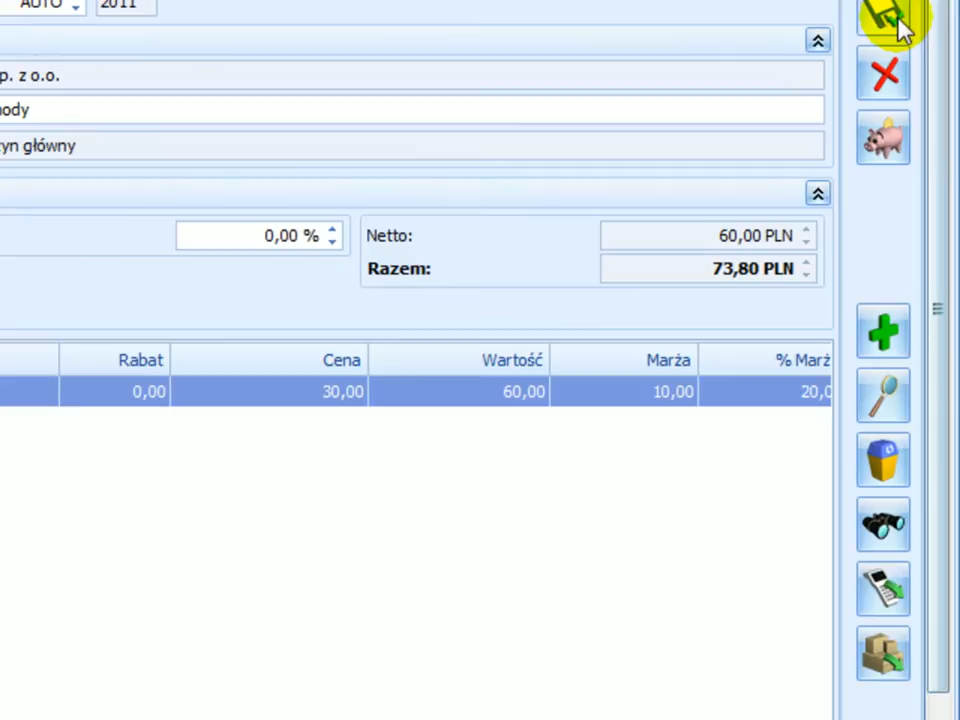 AUTO 2011
p. z o.o.
zyn główny
0,00 % Netto: 60,00 PLN
Razem: 73,80 PLN
Rabat Cena Wartość Marża % Marż
0,00 30,00 60,00 10,00 20,0